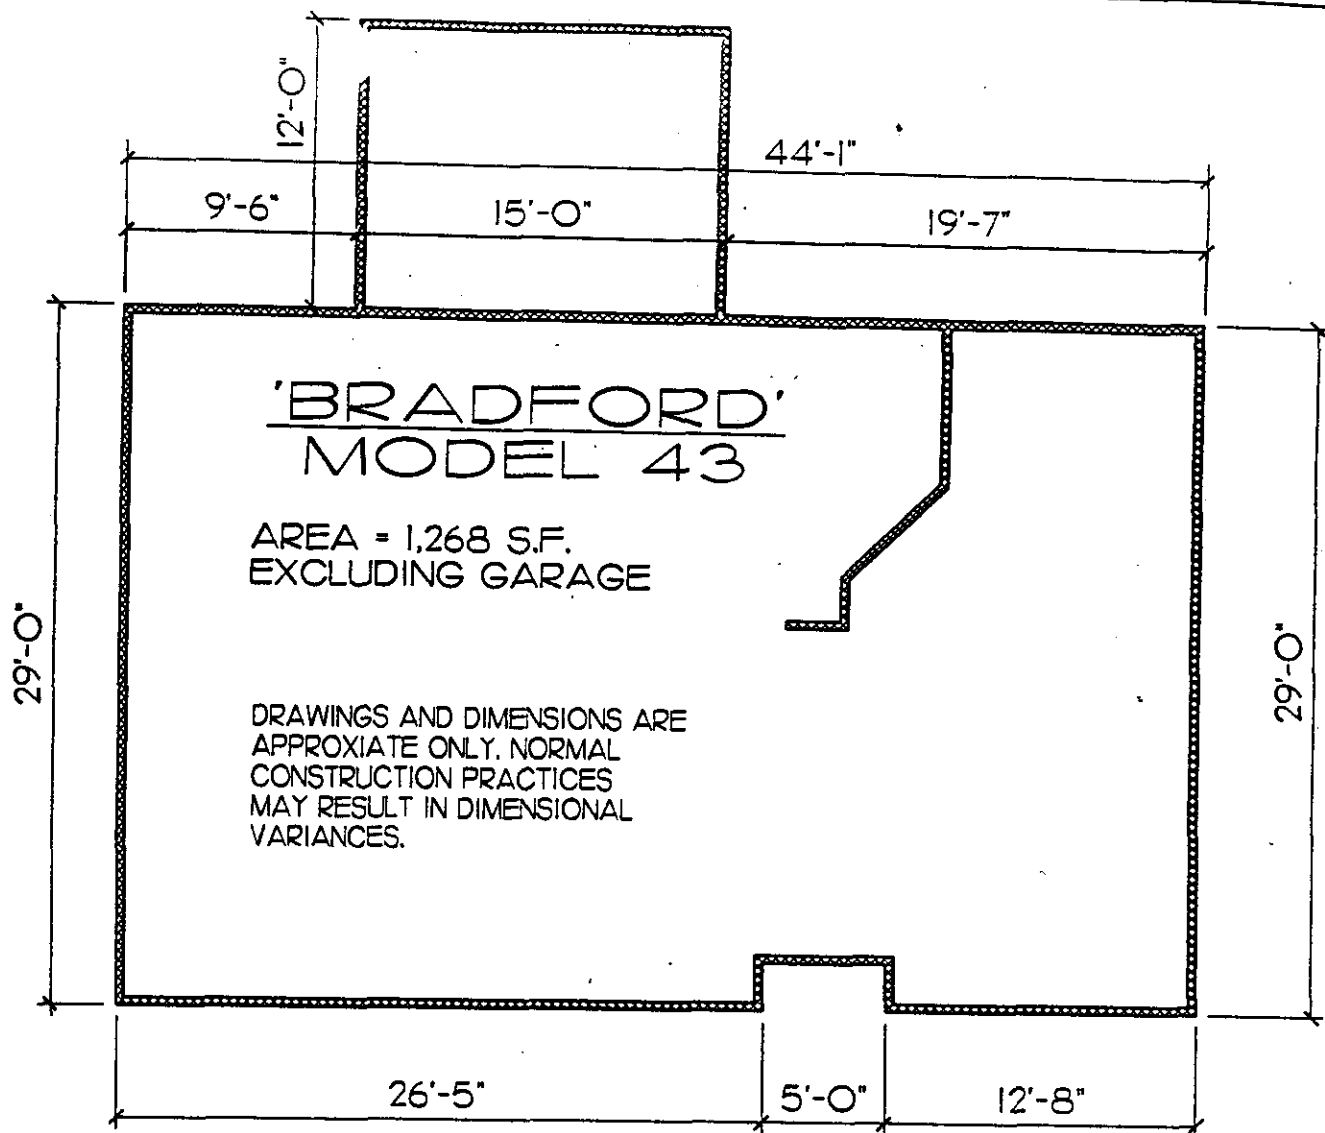 12'-0"
44'-1"
9'-6"
15'-0"
19'-7"
'BRADFORD'
MODEL 43
AREA = 1,268 S.F.
EXCLUDING GARAGE
29'-0"
29'-0"
DRAWINGS AND DIMENSIONS ARE
APPROXIATE ONLY. NORMAL
CONSTRUCTION PRACTICES
MAY RESULT IN DIMENSIONAL
VARIANCES.
26'-5"
5'-0"
12'-8"